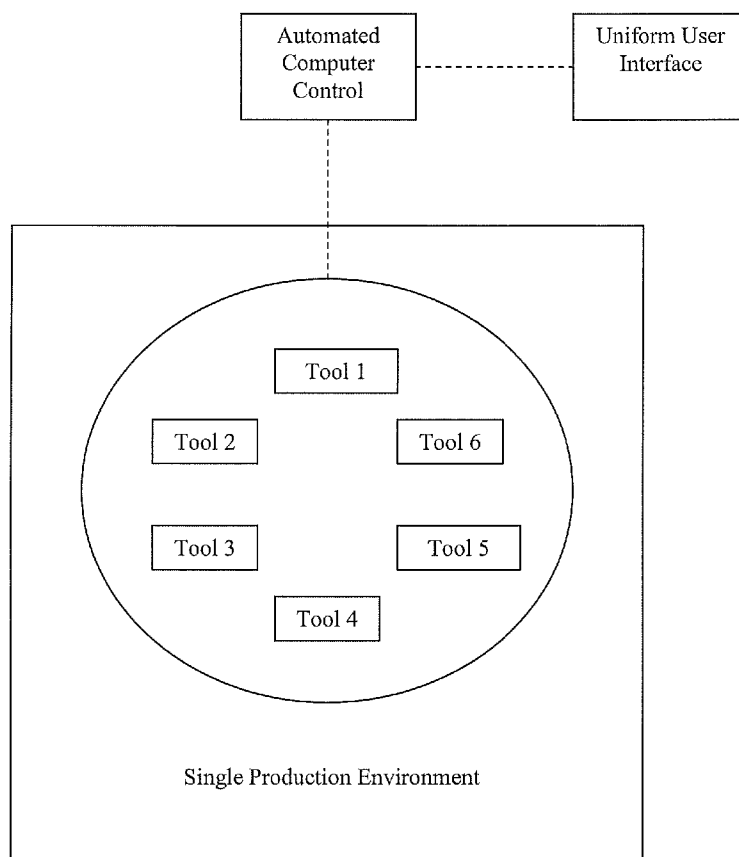 Automated
Computer
Control
Uniform User
Interface
Tool 1
Tool 2
Tool 6
Tool 3
Tool 5
Tool 4
Single Production Environment